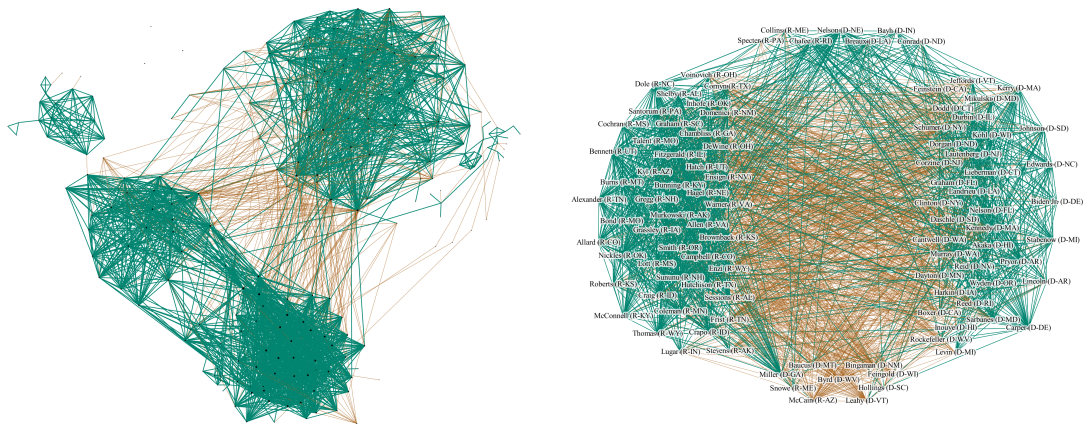 Collins (R-ME) Nelson (D-NE) Bayh (D-IN)
Specter (R-PA) Chafee (R-RI) Breaux (D-LA) Conrad (D-ND)
Voinovich (R-OH)
Dole (R-NC) Cornyn (R-TX)
Jeffords (I-VT)
Feinstein (D-CA) Kerry (D-MA)
Shelby (R-AL)
Mikulski (D-MD)
Inhofe (R-OK)
Santorum (R-PA) Domenici (R-NM)
Dodd (D-CT)
Durbin (D-IL)
Cochran (R-MS) Graham (R-SC)
Schumer (D-NY) Johnson (D-SD)
Chambliss (R-GA)
Kohl (D-WI)
Talent (R-MO)
DeWine (R-OH)
Dorgan (D-ND)
Bennett (R-UT) Fitzgerald (R-IL)
Lautenberg (D-NJ)
Corzine (D-NJ) Edwards (D-NC)
Hatch (R-UT)
Kyl (R-AZ) Ensign (R-NV)
Lieberman (D-CT)
Burns (R-MT) Bunning (R-KY)
Graham (D-FL)
Hagel (R-NE)
Landrieu (D-LA)
Alexander (R-TN) Gregg (R-NH)
Clinton (D-NY) Biden Jr (D-DE)
Warner (R-VA)
Nelson (D-FL)
Bond (R-MO) Murkowski (R-AK)
Daschle (D-SD)
Allen (R-VA)
Kennedy (D-MA)
Grassley (R-IA)
Brownback (R-KS)
Cantwell (D-WA) Stabenow (D-MI)
Allard (R-CO)
Akaka (D-HI)
Smith (R-OR)
Nickles (R-OK) Campbell (R-CO)
Murray (D-WA) Pryor (D-AR)
Lott (R-MS)
Enzi (R-WY)
Reid (D-NV)
Sununu (R-NH)
Dayton (D-MN)
Roberts (R-KS) Hutchison (R-TX)
Wyden (D-OR) Lincoln (D-AR)
Craig (R-ID) Sessions (R-AL)
Harkin (D-IA)
Reed (D-RI)
McConnell (R-KY) Coleman (R-MN)
Boxer (D-CA)
Frist (R-TN)
Sarbanes (D-MD)
Inouye (D-HI) Carper (D-DE)
Thomas (R-WY) Crapo (R-ID)
Rockefeller (D-WV)
Lugar (R-IN) Stevens (R-AK)
Levin (D-MI)
Baucus (D-MT) Bingaman (D-NM)
Miller (D-GA) Feingold (D-WI)
Byrd (D-WV)
Snowe (R-ME) Hollings (D-SC)
McCain (R-AZ) Leahy (D-VT)